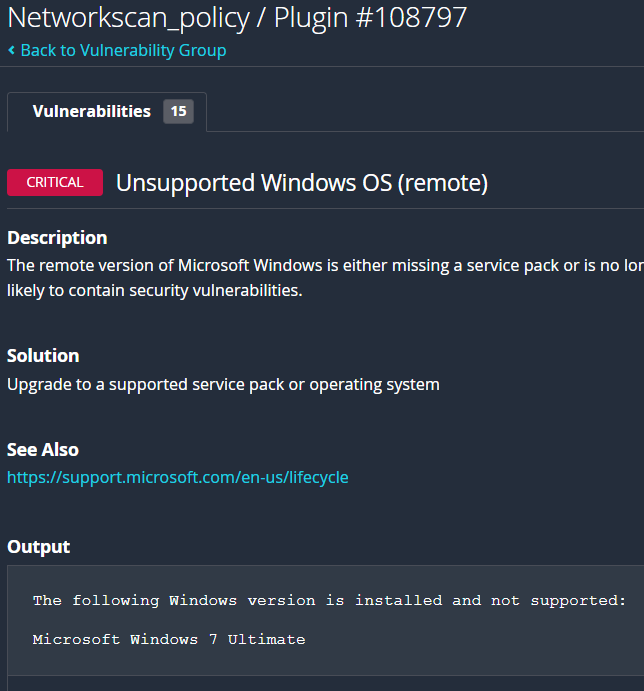 Networkscan_policy / Plugin #108797
Back to Vulnerability Group
Vulnerabilities 15
CRITICAL Unsupported Windows OS (remote)
Description
The remote version of Microsoft Windows is either missing a service pack or is no lon
likely to contain security vulnerabilities.
Solution
Upgrade to a supported service pack or operating system
See Also
https://support.microsoft.com/en-us/lifecycle
Output
The following Windows version is installed and not supported:
Microsoft Windows 7 Ultimate